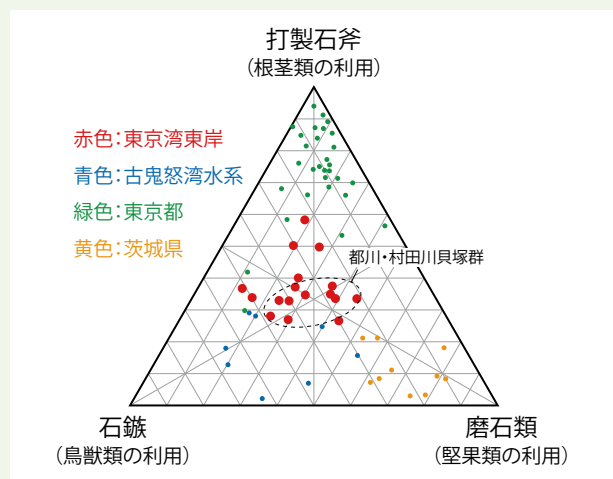 打製石斧
(根茎類の利用)
赤色：東京湾東岸
青色：古鬼怒湾水系
緑色：東京都
黄色：茨城県
都川・村田川貝塚群
石鏃
(鳥獣類の利用)
磨石類
(堅果類の利用)